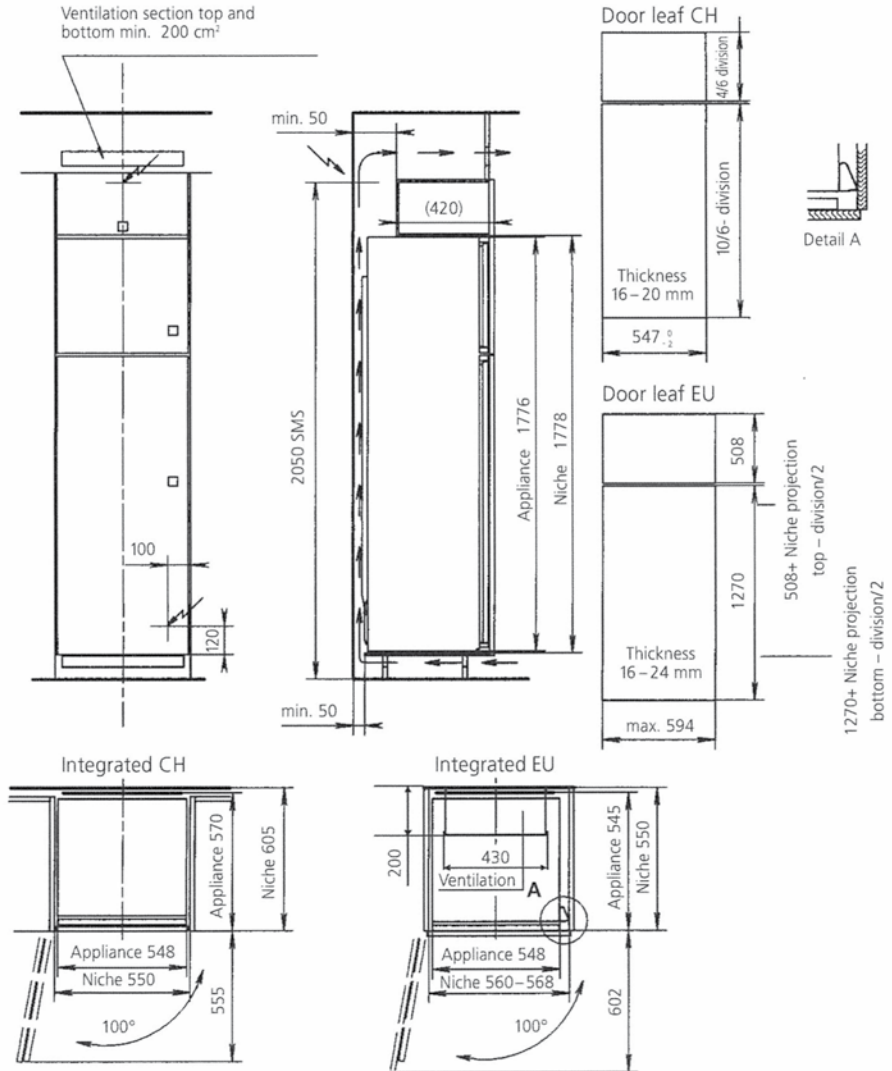 Ventilation section top and
bottom min. 200 cm²
min. 50
(420)
2050 SMS
Appliance 1776
Niche 1778
100
120
min. 50
Door leaf CH
4/6 division
10/6- division
Thickness
16–20 mm
547 0
-2
Detail A
Door leaf EU
508
1270
Thickness
16–24 mm
max. 594
508+ Niche projection
top – division/2
1270+ Niche projection
bottom – division/2
Integrated CH
Appliance 570
Niche 605
Appliance 548
Niche 550
555
100°
Integrated EU
200
430
Ventilation
A
Appliance 545
Niche 550
Appliance 548
Niche 560–568
602
100°